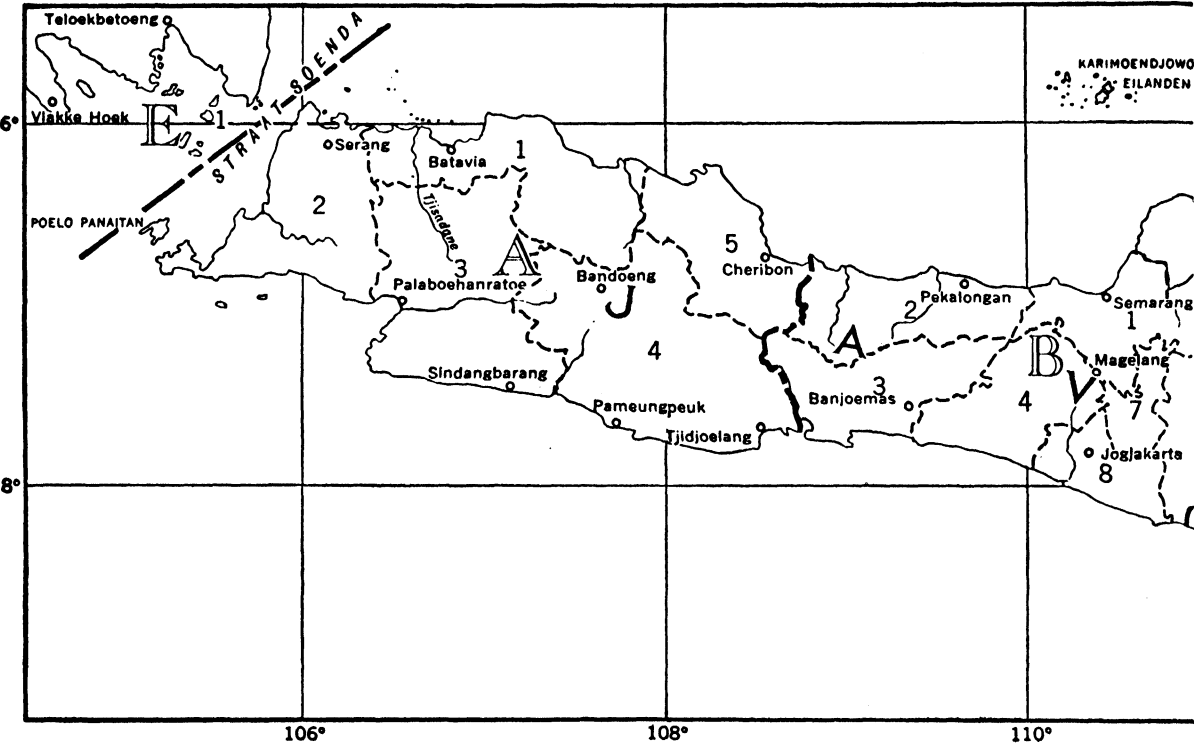 Teloekbetoeng
STRAAT SOENDA
KARIMOENDJOWO
A
EILANDEN
Vlakke Hoek
E
1
6°
Serang
Batavia
1
2
POELO PANAITAN
Tjisadane
5
Cheribon
A
3
Bandoeng
Palaboehanratoe
J
Pekalongan
2
Semarang
1
A
B
V
Magelang
4
Sindangbarang
3
Banjoemas
4
7
Pameungpeuk
Tjidjoelang
Jogjakarta
8
8°
106°
108°
110°